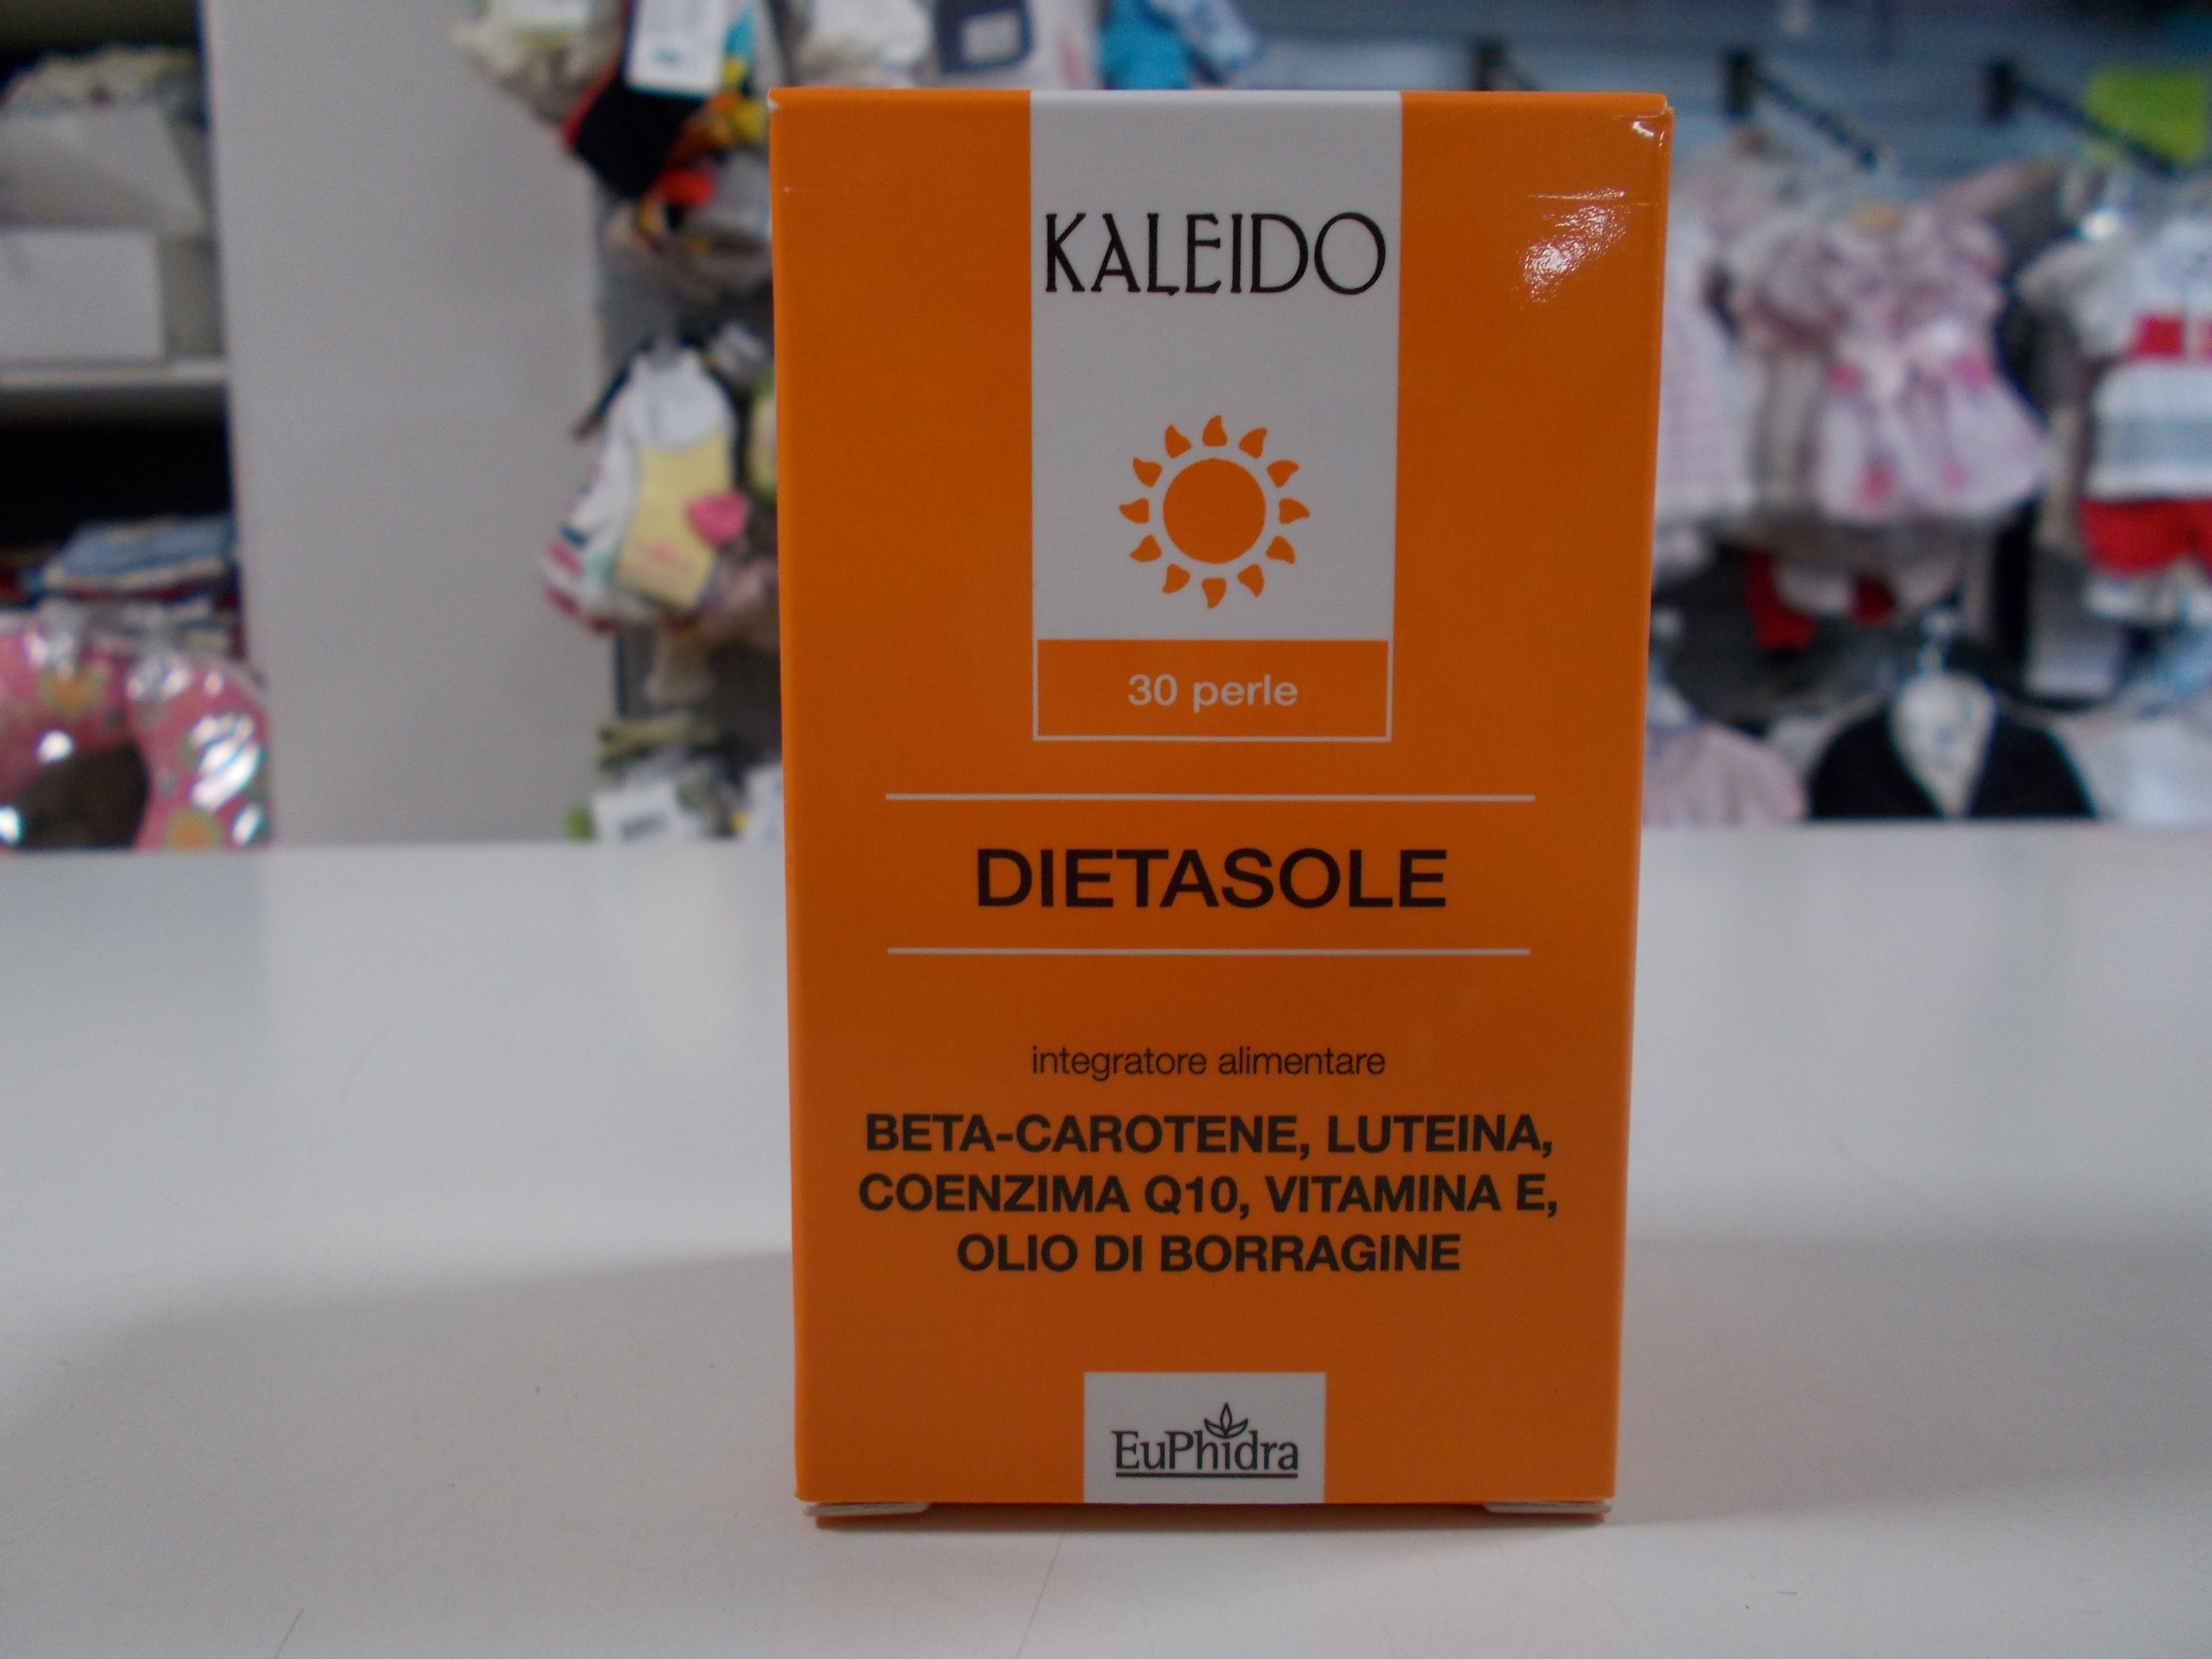 KALEIDO
30 perle
DIETASOLE
integratore alimentare
BETA-CAROTENE, LUTEINA,
COENZIMA Q10, VITAMINA E,
OLIO DI BORRAGINE
EuPhidra